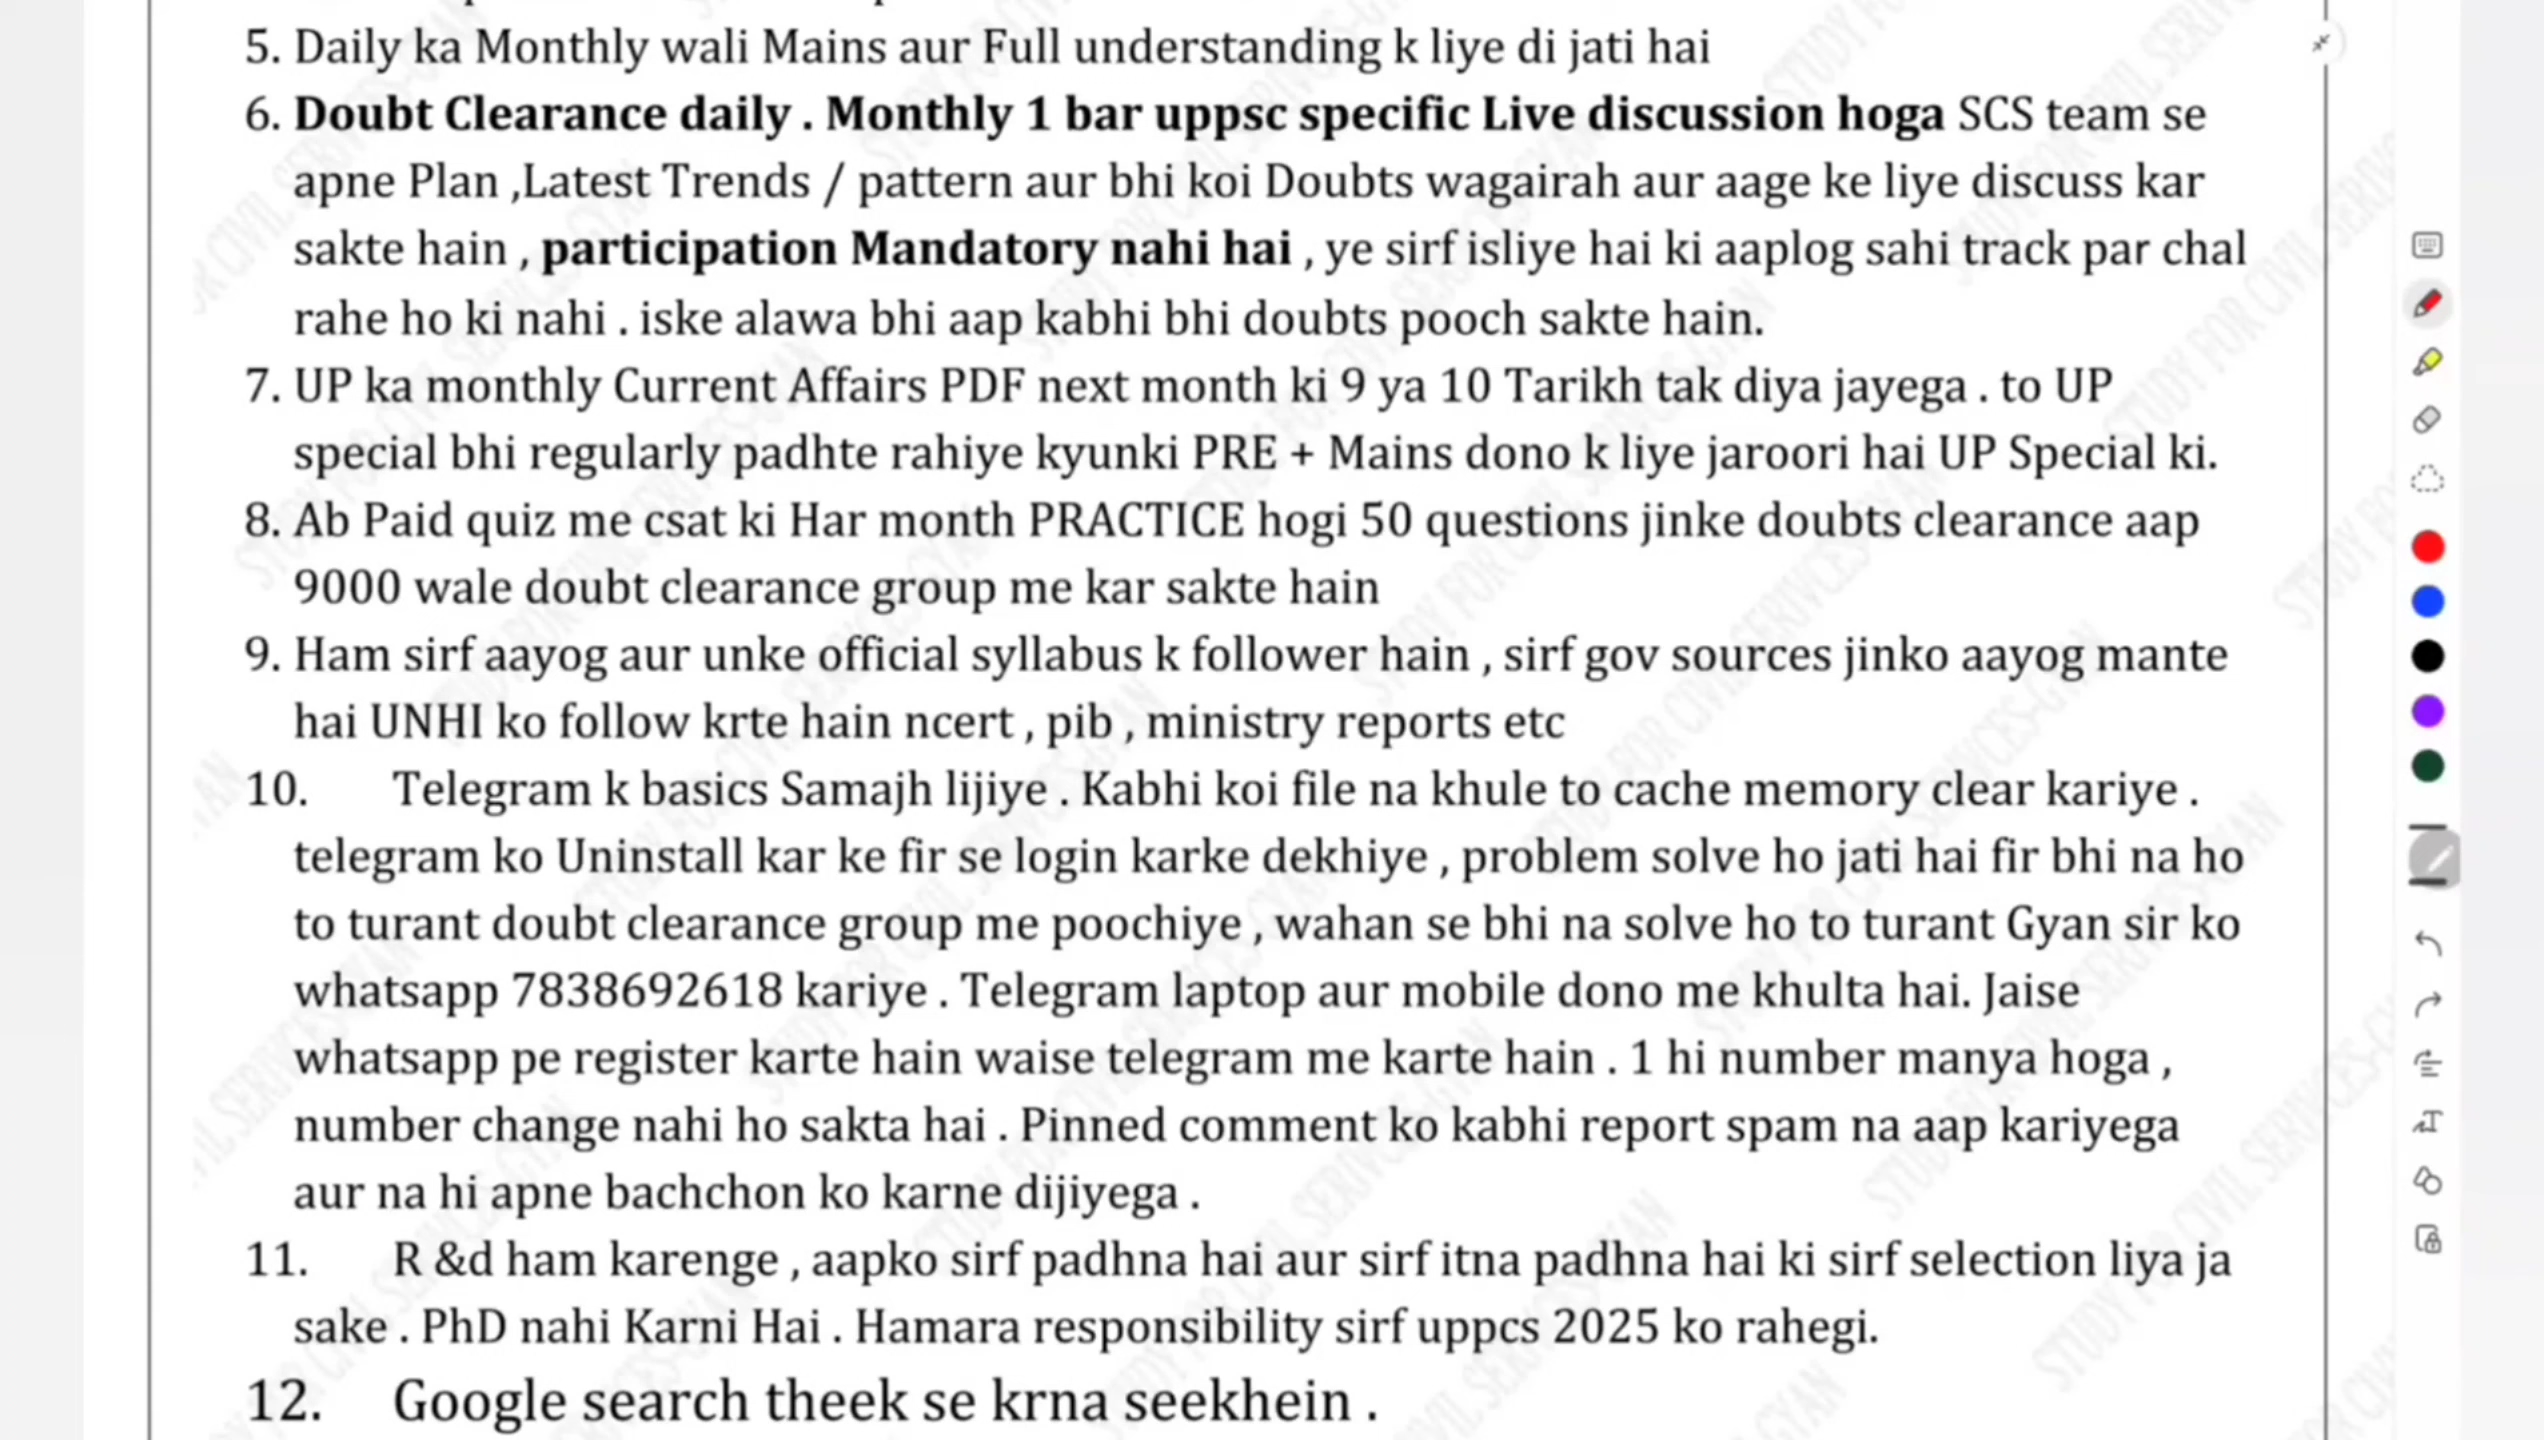 5. Daily ka Monthly wali Mains aur Full understanding k liye di jati hai
6. Doubt Clearance daily . Monthly 1 bar uppsc specific Live discussion hoga SCS team se
apne Plan ,Latest Trends / pattern aur bhi koi Doubts wagairah aur aage ke liye discuss kar
sakte hain , participation Mandatory nahi hai , ye sirf isliye hai ki aaplog sahi track par chal
rahe ho ki nahi . iske alawa bhi aap kabhi bhi doubts pooch sakte hain.
7. UP ka monthly Current Affairs PDF next month ki 9 ya 10 Tarikh tak diya jayega . to UP
special bhi regularly padhte rahiye kyunki PRE + Mains dono k liye jaroori hai UP Special ki.
8. Ab Paid quiz me csat ki Har month PRACTICE hogi 50 questions jinke doubts clearance aap
9000 wale doubt clearance group me kar sakte hain
9. Ham sirf aayog aur unke official syllabus k follower hain , sirf gov sources jinko aayog mante
hai UNHI ko follow krte hain ncert , pib , ministry reports etc
10. Telegram k basics Samajh lijiye . Kabhi koi file na khule to cache memory clear kariye .
telegram ko Uninstall kar ke fir se login karke dekhiye , problem solve ho jati hai fir bhi na ho
to turant doubt clearance group me poochiye , wahan se bhi na solve ho to turant Gyan sir ko
whatsapp 7838692618 kariye . Telegram laptop aur mobile dono me khulta hai. Jaise
whatsapp pe register karte hain waise telegram me karte hain . 1 hi number manya hoga ,
number change nahi ho sakta hai . Pinned comment ko kabhi report spam na aap kariyega
aur na hi apne bachchon ko karne dijiyega .
11. R &d ham karenge , aapko sirf padhna hai aur sirf itna padhna hai ki sirf selection liya ja
sake . PhD nahi Karni Hai . Hamara responsibility sirf uppcs 2025 ko rahegi.
12. Google search theek se krna seekhein .
STUDY FOR CIVIL SERIVCES-GYAN